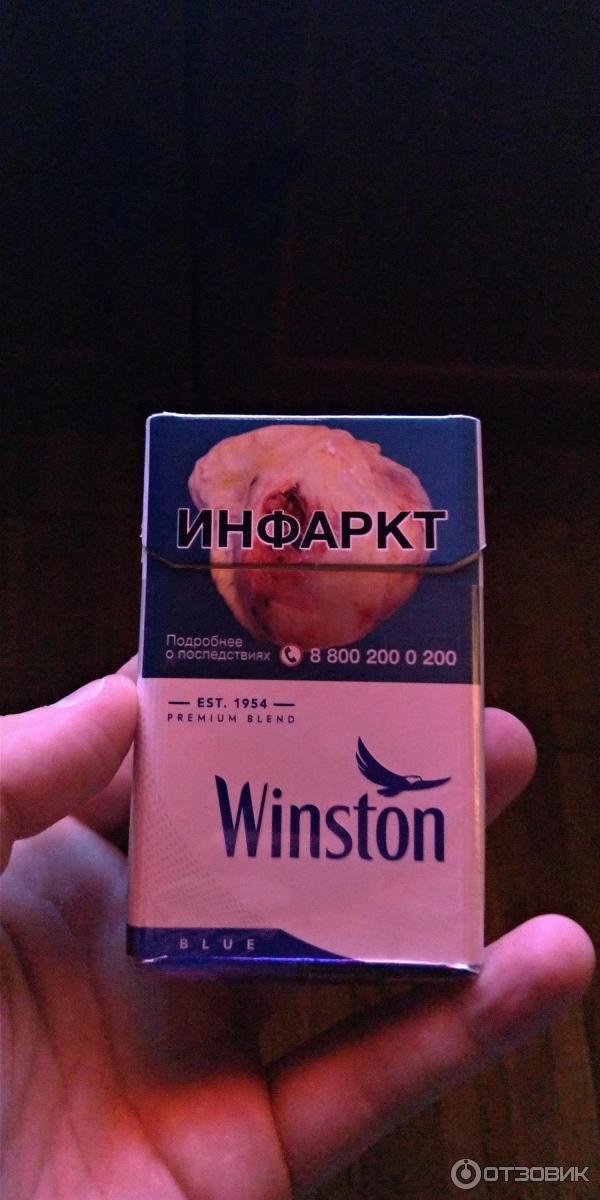 ИНФАРКТ
Подробнее
о последствиях 8 800 200 0 200
EST. 1954
PREMIUM BLEND
Winston
BLUE
ОТЗОВИК